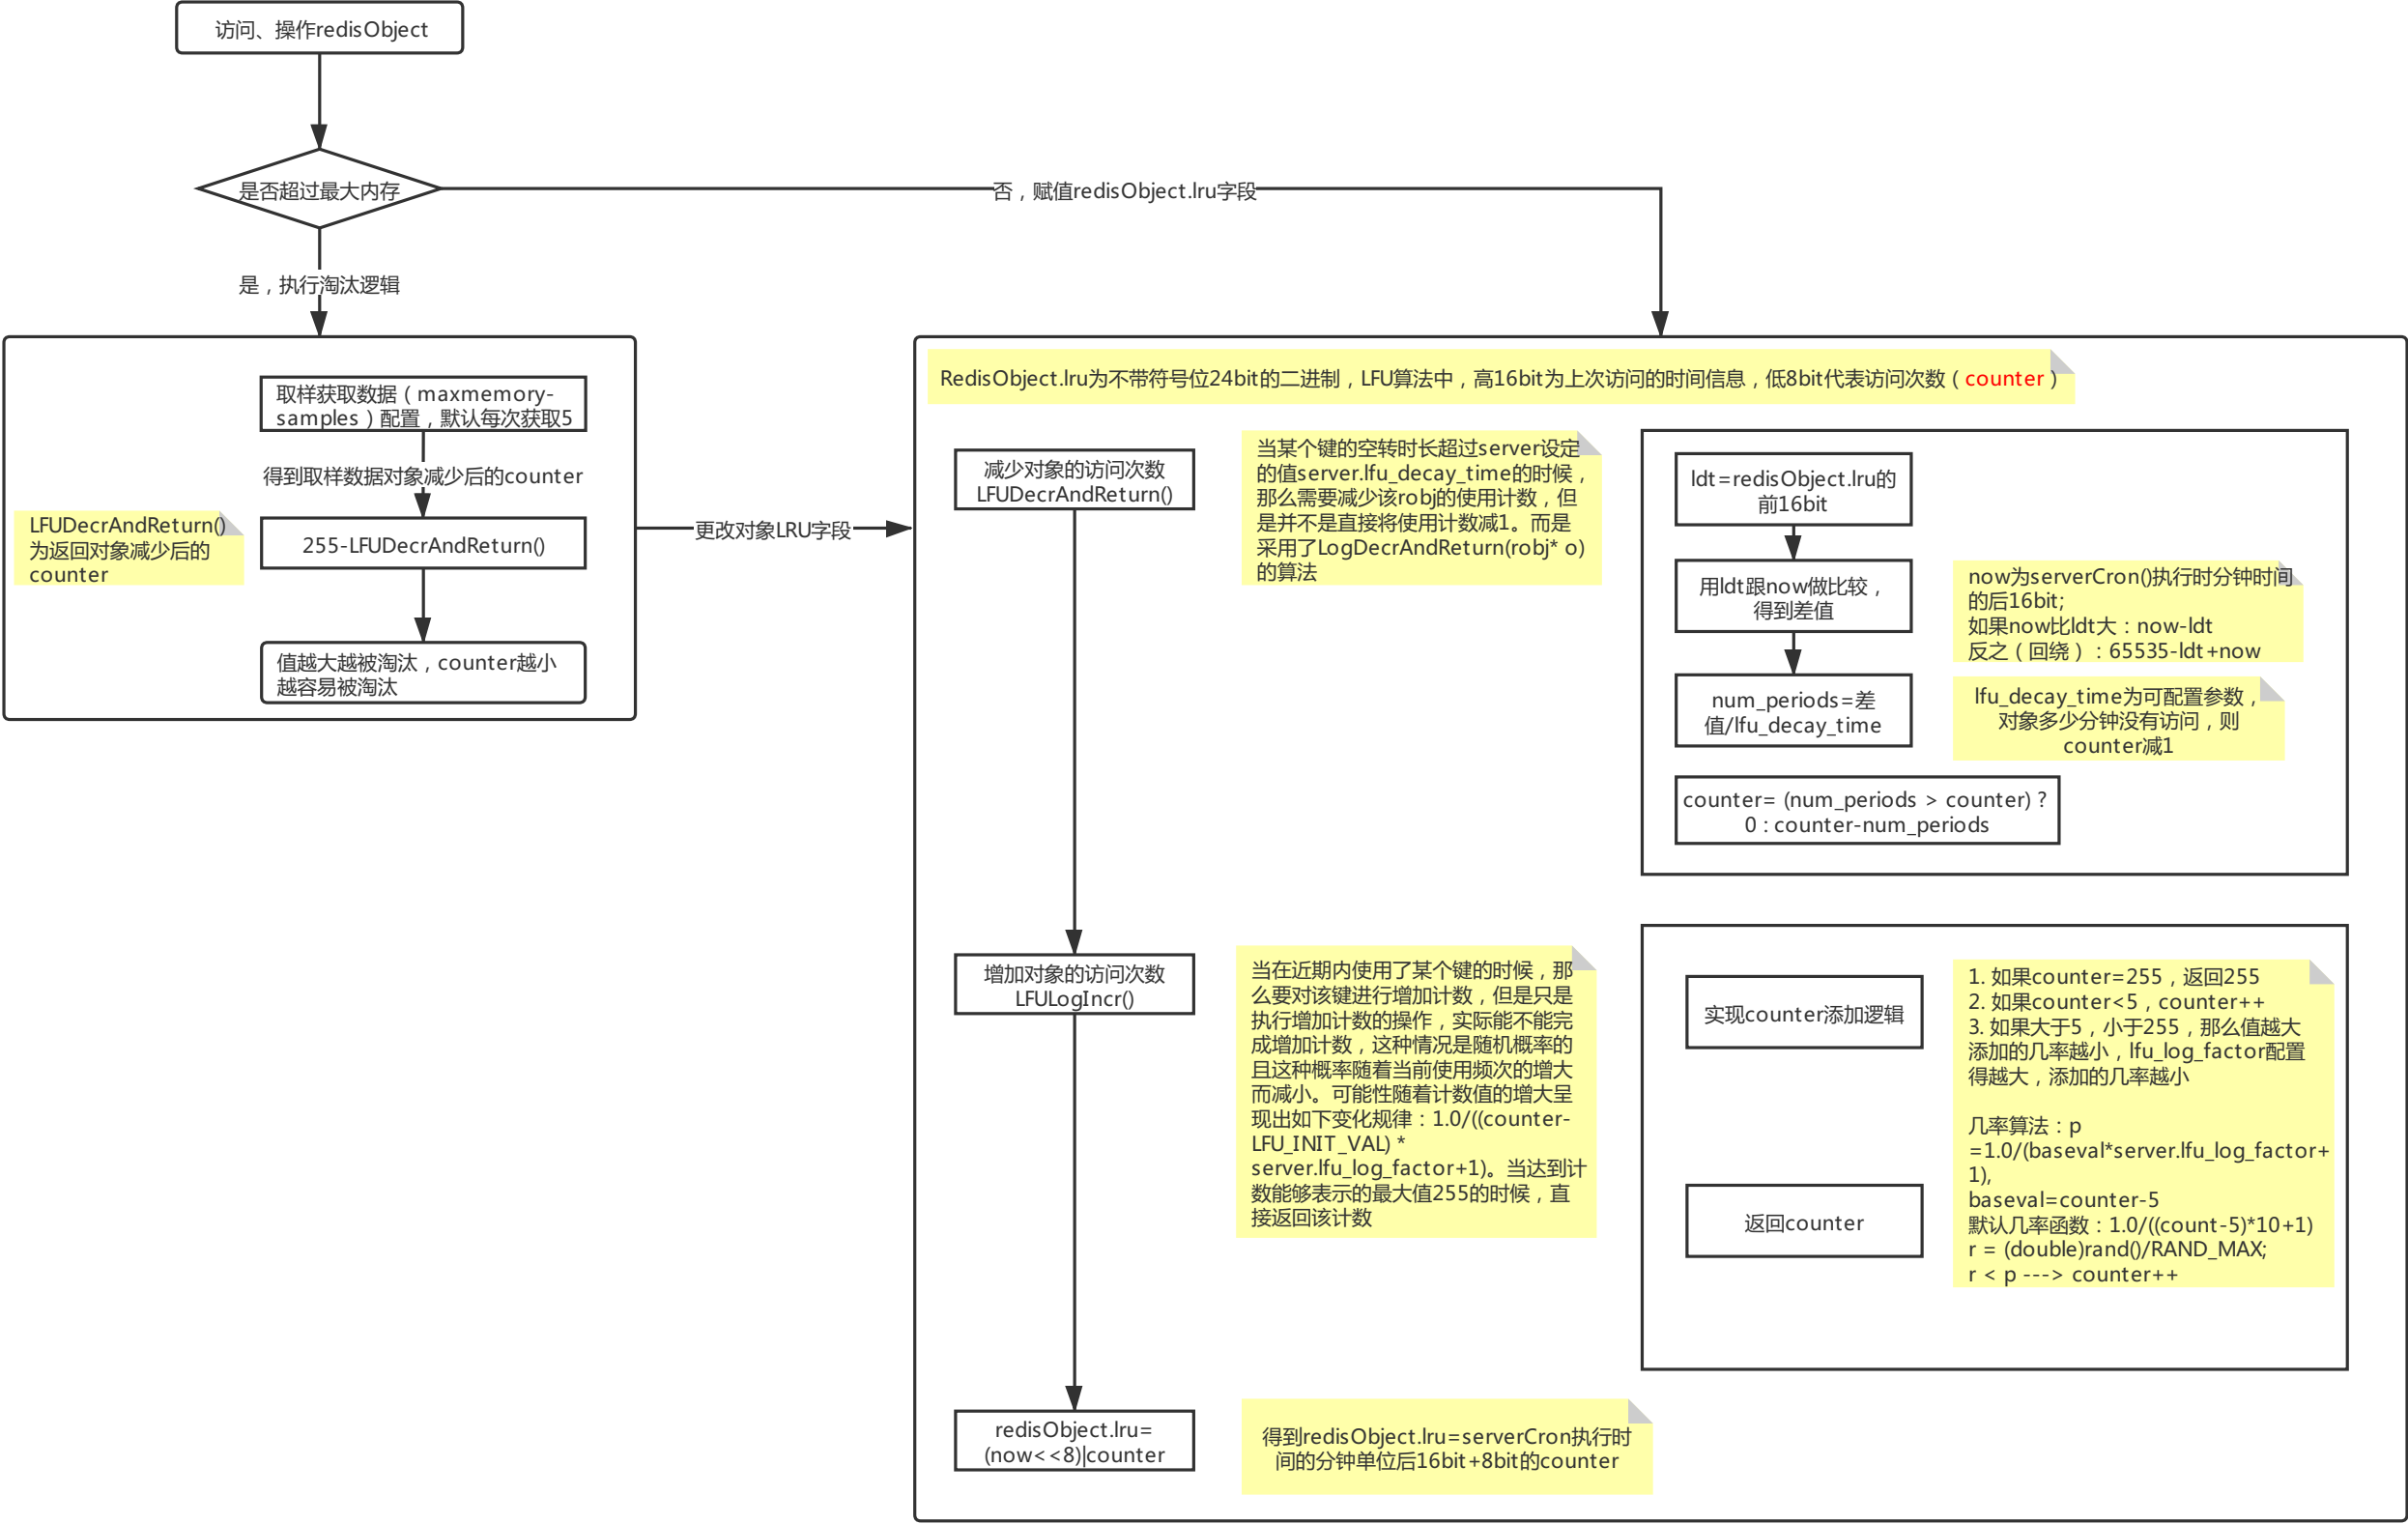 访问、操作redisObject
是否超过最大内存
否，赋值redisObject.lru字段
是，执行淘汰逻辑
取样获取数据（maxmemory-
samples）配置，默认每次获取5
得到取样数据对象减少后的counter
LFUDecrAndReturn()
为返回对象减少后的
counter
255-LFUDecrAndReturn()
值越大越被淘汰，counter越小
越容易被淘汰
更改对象LRU字段
RedisObject.lru为不带符号位24bit的二进制，LFU算法中，高16bit为上次访问的时间信息，低8bit代表访问次数（counter）
减少对象的访问次数
LFUDecrAndReturn()
当某个键的空转时长超过server设定
的值server.lfu_decay_time的时候，
那么需要减少该robj的使用计数，但
是并不是直接将使用计数减1。而是
采用了LogDecrAndReturn(robj* o)
的算法
ldt=redisObject.lru的
前16bit
用ldt跟now做比较，
得到差值
now为serverCron()执行时分钟时间
的后16bit;
如果now比ldt大：now-ldt
反之（回绕）：65535-ldt+now
num_periods=差
值/lfu_decay_time
lfu_decay_time为可配置参数，
对象多少分钟没有访问，则
counter减1
counter= (num_periods > counter) ?
0 : counter-num_periods
增加对象的访问次数
LFULogIncr()
当在近期内使用了某个键的时候，那
么要对该键进行增加计数，但是只是
执行增加计数的操作，实际能不能完
成增加计数，这种情况是随机概率的
且这种概率随着当前使用频次的增大
而减小。可能性随着计数值的增大呈
现出如下变化规律：1.0/((counter-
LFU_INIT_VAL) *
server.lfu_log_factor+1)。当达到计
数能够表示的最大值255的时候，直
接返回该计数
实现counter添加逻辑
返回counter
1. 如果counter=255，返回255
2. 如果counter<5，counter++
3. 如果大于5，小于255，那么值越大
添加的几率越小，lfu_log_factor配置
得越大，添加的几率越小
几率算法：p
=1.0/(baseval*server.lfu_log_factor+
1),
baseval=counter-5
默认几率函数：1.0/((count-5)*10+1)
r = (double)rand()/RAND_MAX;
r < p ---> counter++
redisObject.lru=
(now<<8)|counter
得到redisObject.lru=serverCron执行时
间的分钟单位后16bit+8bit的counter